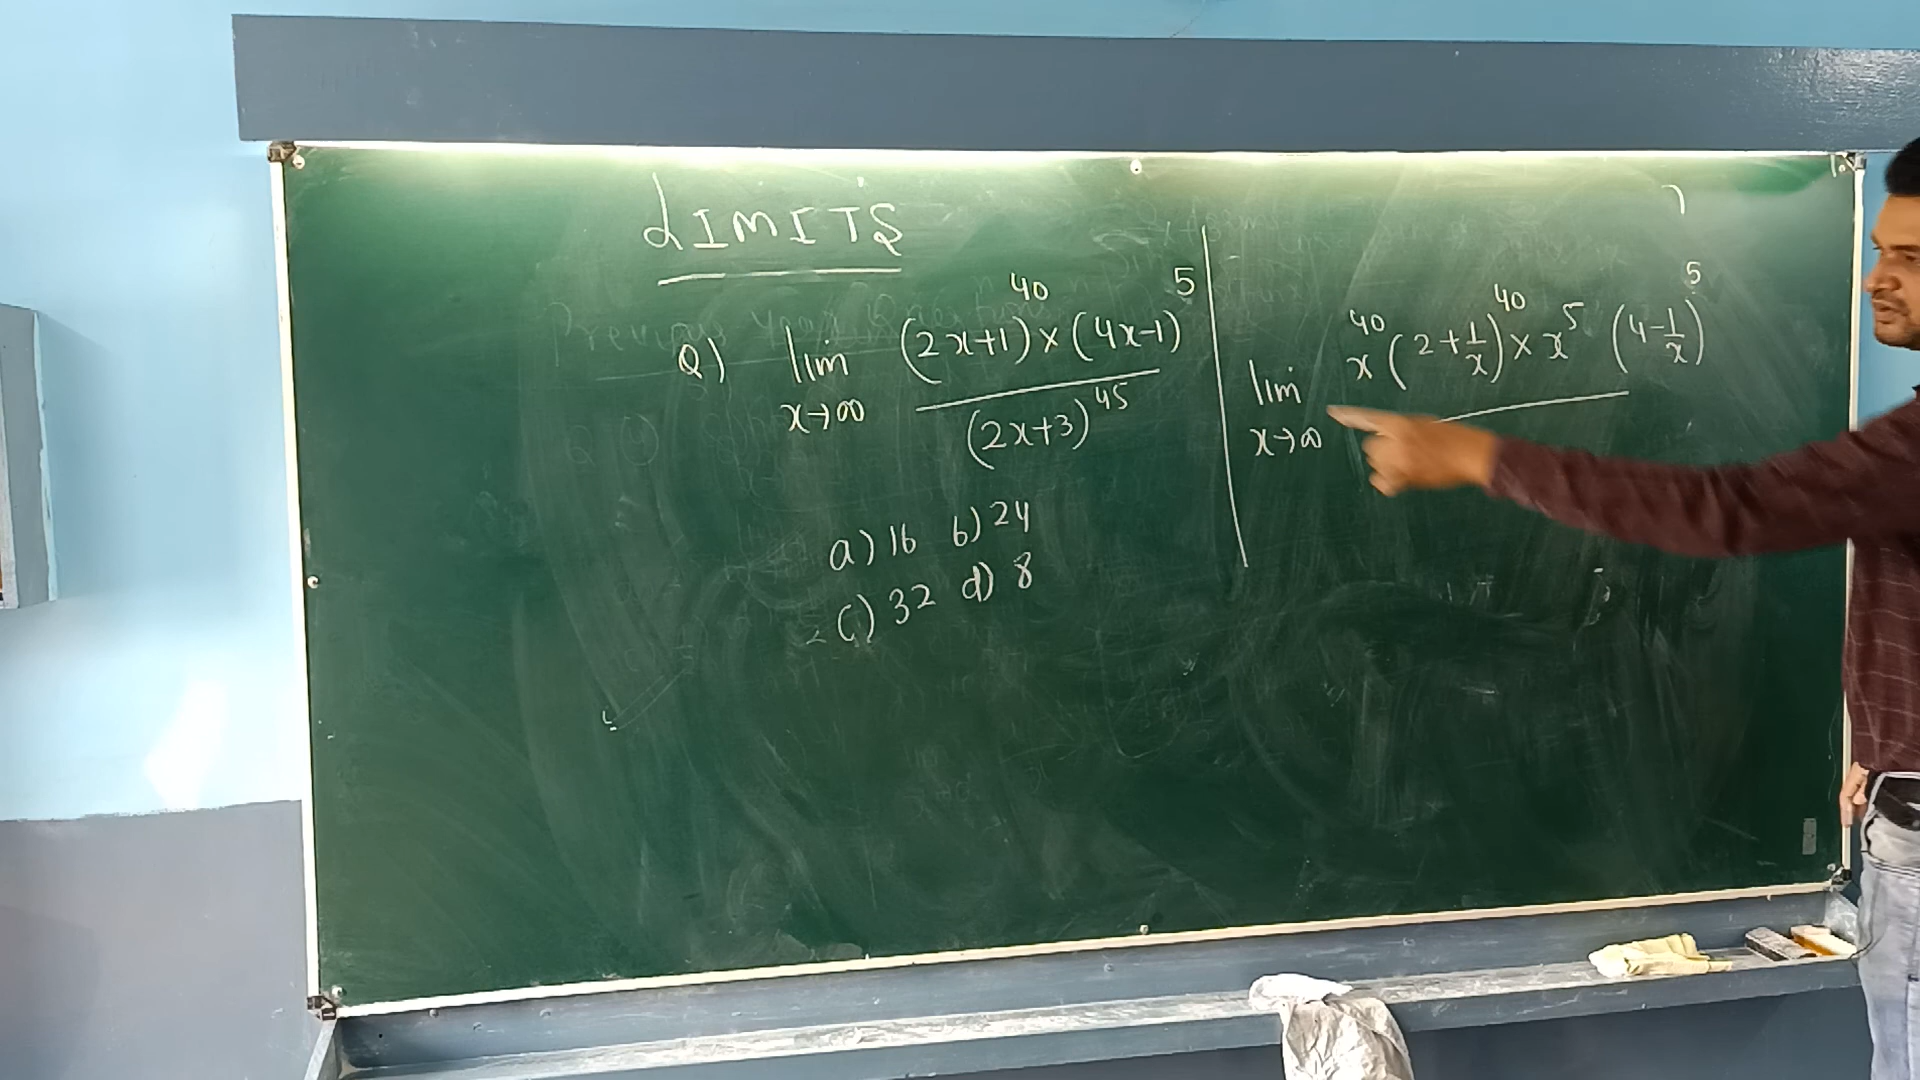 LIMITS
Q) lim x→∞ (2x+1)^40 × (4x-1)^5 / (2x+3)^45
a) 16 b) 24
c) 32 d) 8
lim x→∞ x^40 (2+1/x)^40 × x^5 (4-1/x)^5